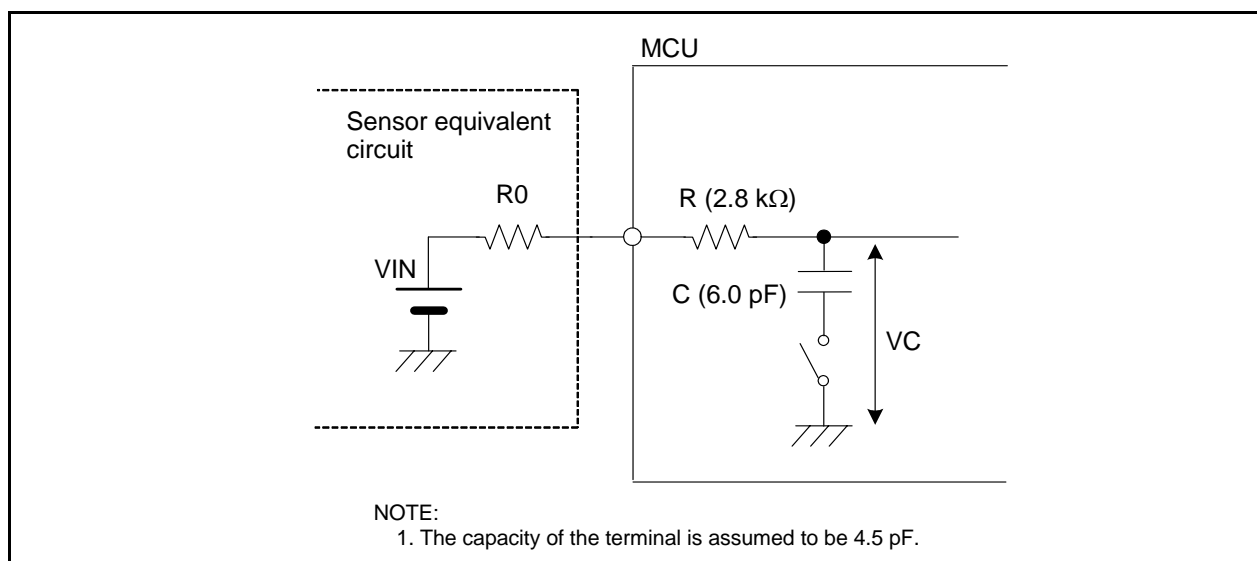 MCU
Sensor equivalent
circuit
R0
R (2.8 kΩ)
VIN
C (6.0 pF)
VC
NOTE:
1. The capacity of the terminal is assumed to be 4.5 pF.